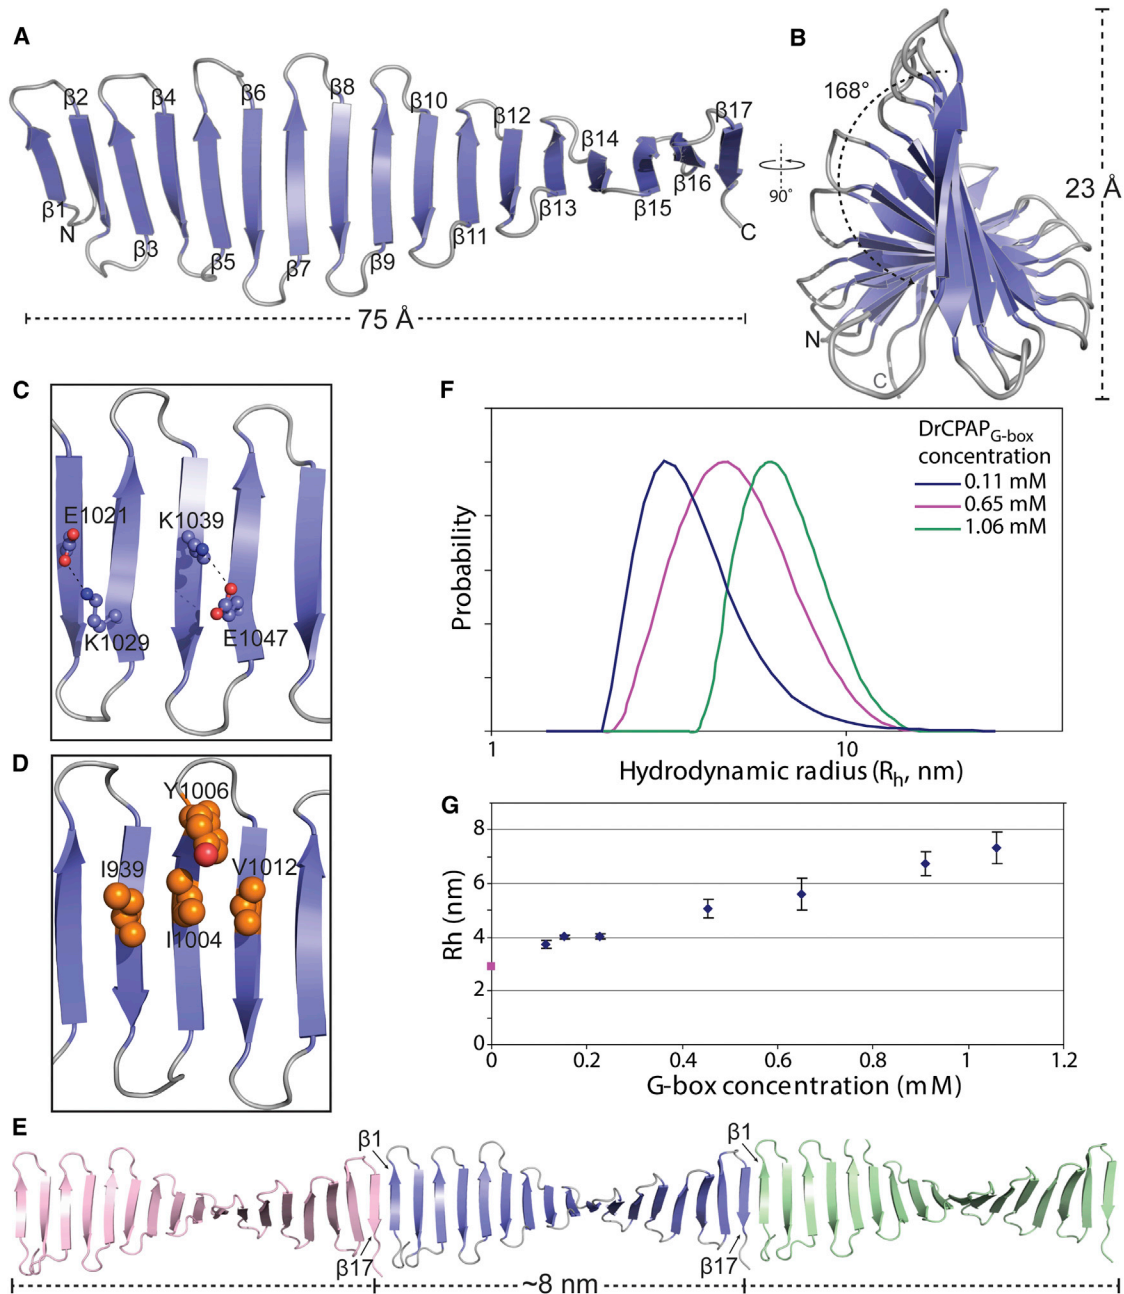 A
β2
β4
β6
β8
β10
β12
β14
β17
β1
N
β3
β5
β7
β9
β11
β13
β15
β16
C
75 Å
90°
B
168°
23 Å
N
C
C
E1021
K1039
K1029
E1047
D
Y1006
I939
V1012
I1004
F
DrCPAPG-box
concentration
0.11 mM
0.65 mM
1.06 mM
Probability
1
10
Hydrodynamic radius (Rh, nm)
G
8
6
4
2
0
Rh (nm)
0
0.2
0.4
0.6
0.8
1
1.2
G-box concentration (mM)
E
β1
β1
β17
β17
~8 nm